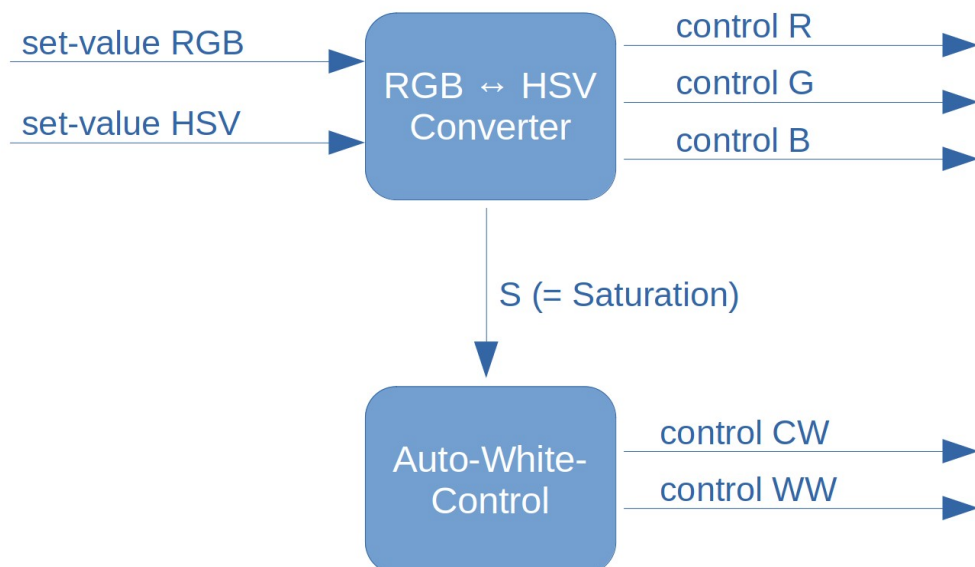 set-value RGB
set-value HSV
RGB ↔ HSV
Converter
control R
control G
control B
S (= Saturation)
Auto-White-
Control
control CW
control WW